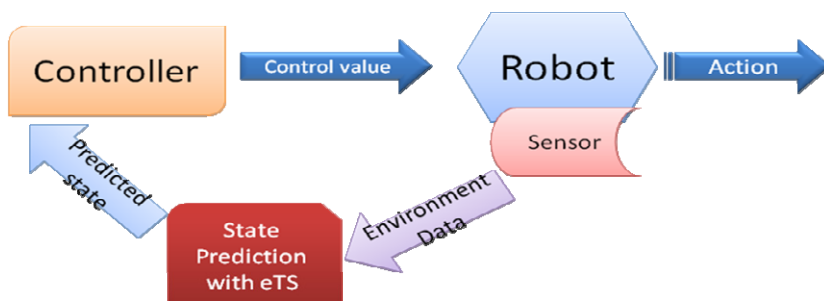 Controller
Control value
Robot
Action
Sensor
Environment
Data
State
Prediction
with eTS
Predicted
state